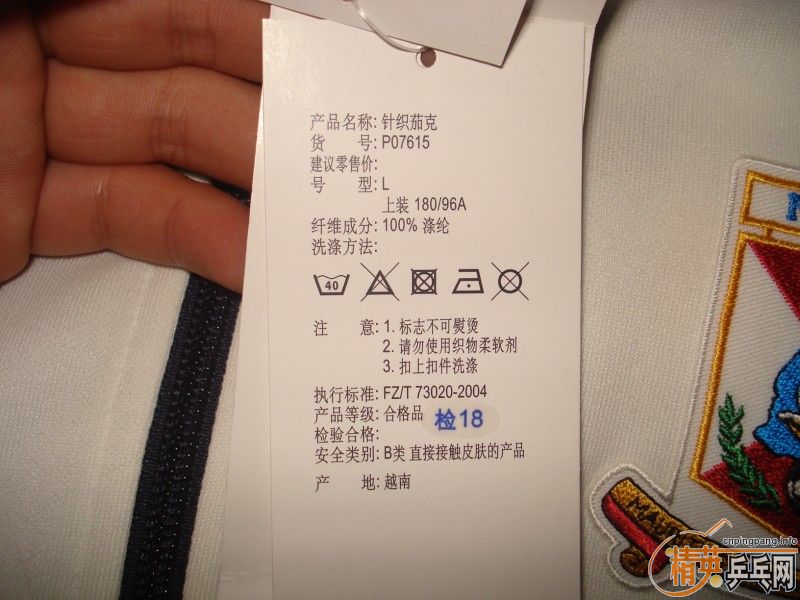 产品名称: 针织茄克
货 号: P07615
建议零售价:
号 型: L
上装 180/96A
纤维成分: 100% 涤纶
洗涤方法:
40
注 意: 1. 标志不可熨烫
2. 请勿使用织物柔软剂
3. 扣上扣件洗涤
执行标准: FZ/T 73020-2004
产品等级: 合格品
检18
检验合格:
安全类别: B类 直接接触皮肤的产品
产 地: 越南
cnpingpang.info
精英乒乓网